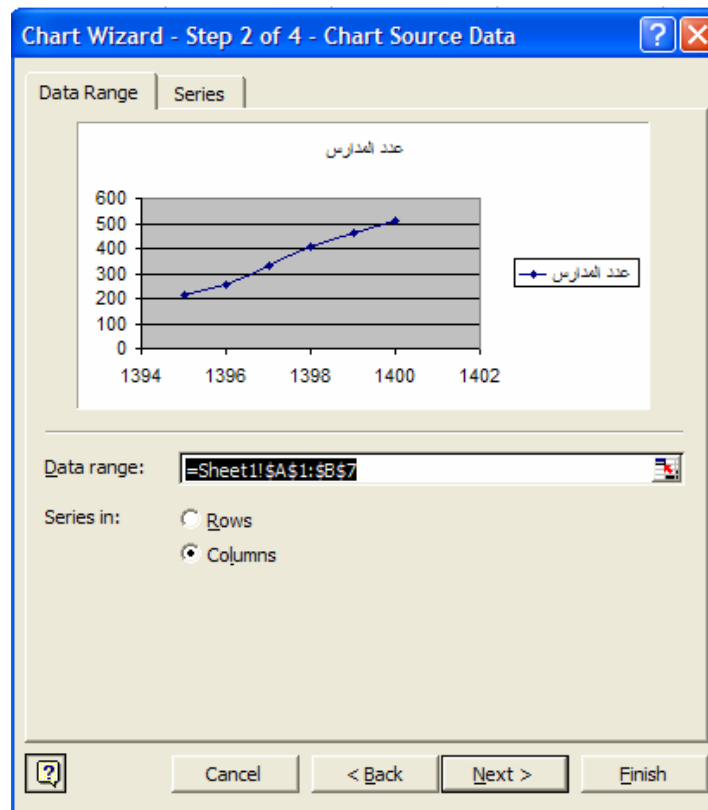 Chart Wizard - Step 2 of 4 - Chart Source Data
Data Range Series
عدد المدارس
600
500
400
300
200
100
0
عدد المدارس
1394 1396 1398 1400 1402
Data range: =Sheet1!$A$1:$B$7
Series in: Rows
Columns
Cancel < Back Next > Finish